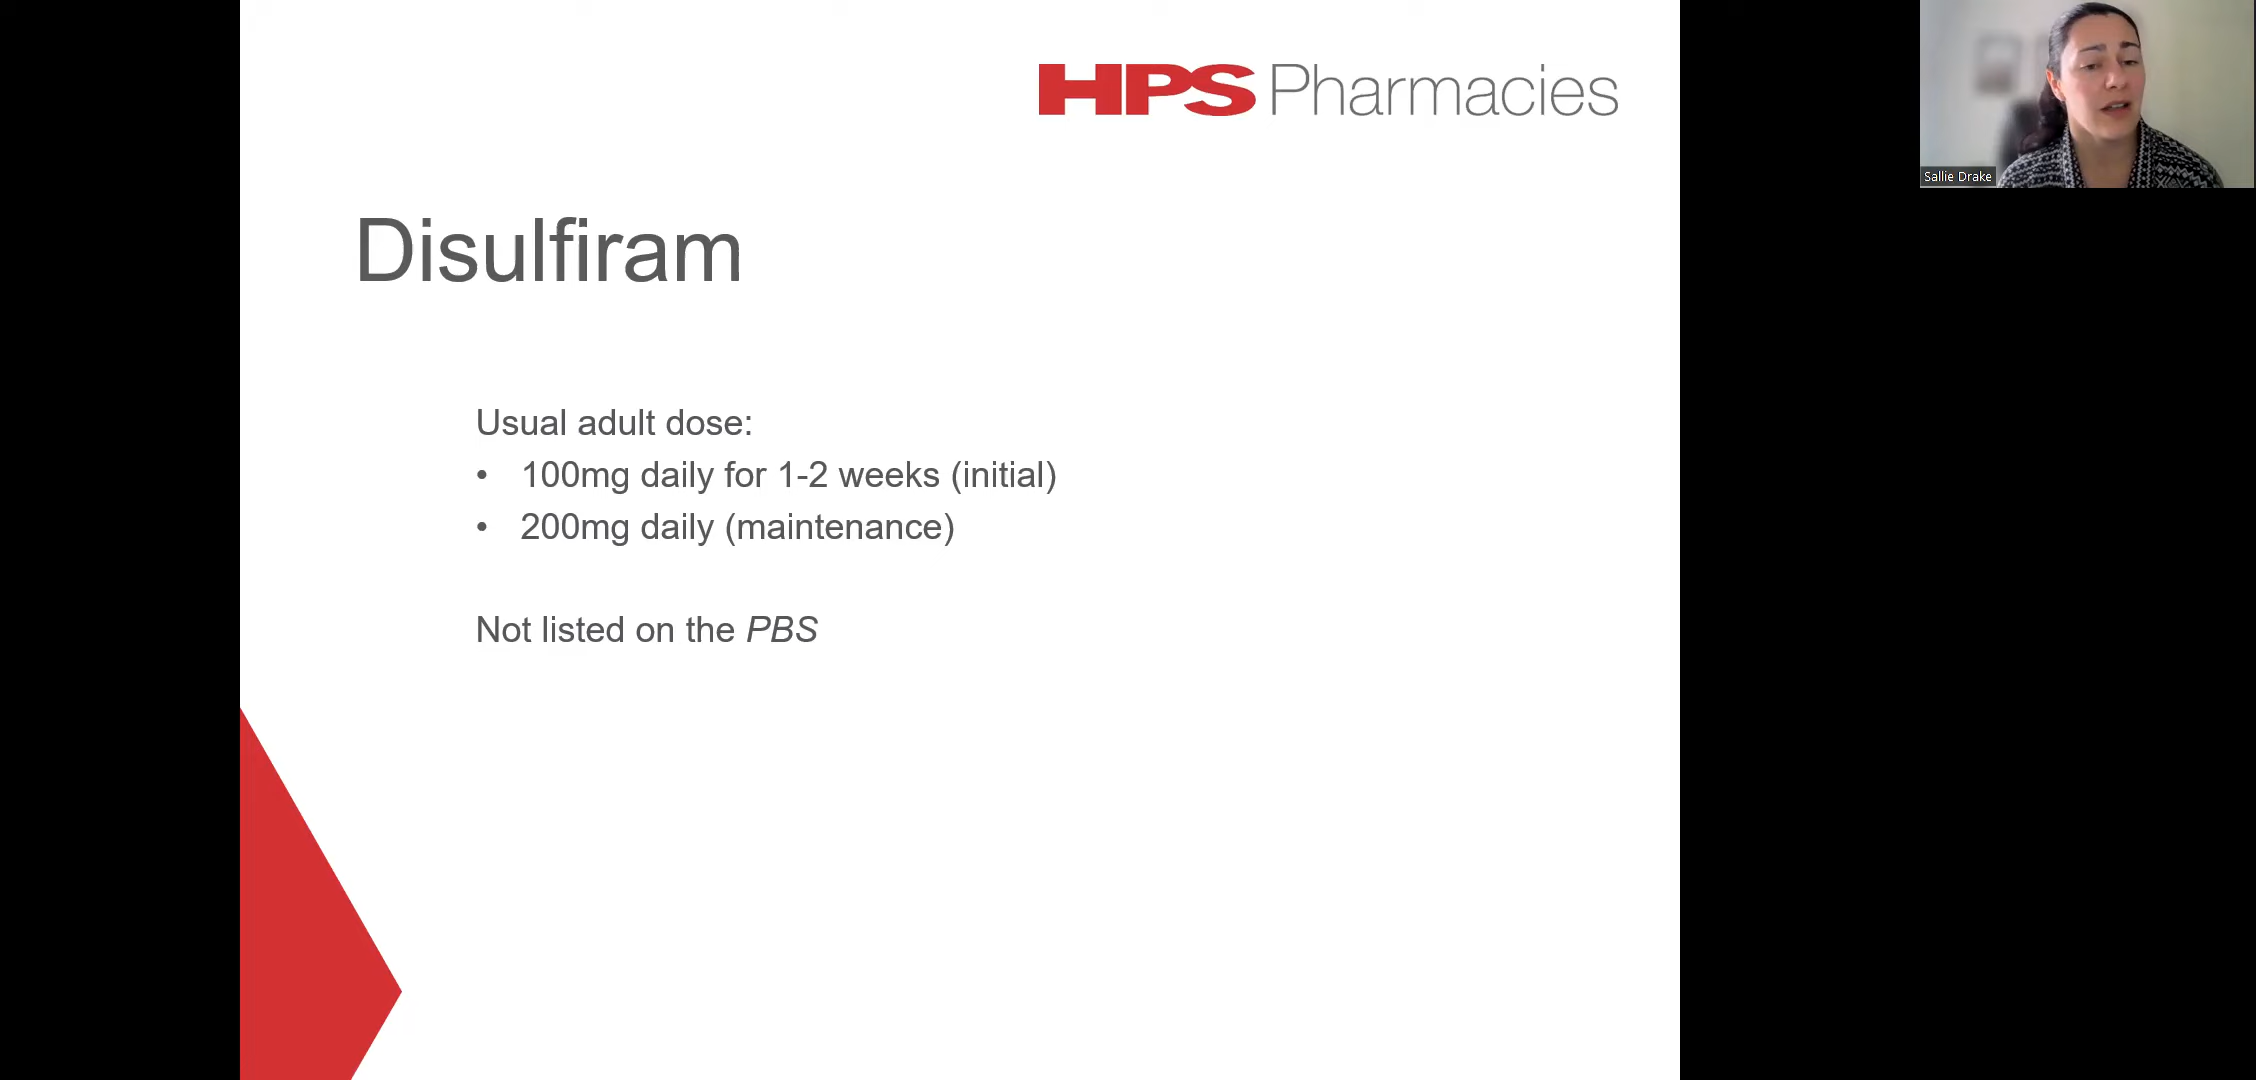 HPS Pharmacies
Sallie Drake
Disulfiram
Usual adult dose:
• 100mg daily for 1-2 weeks (initial)
• 200mg daily (maintenance)
Not listed on the PBS